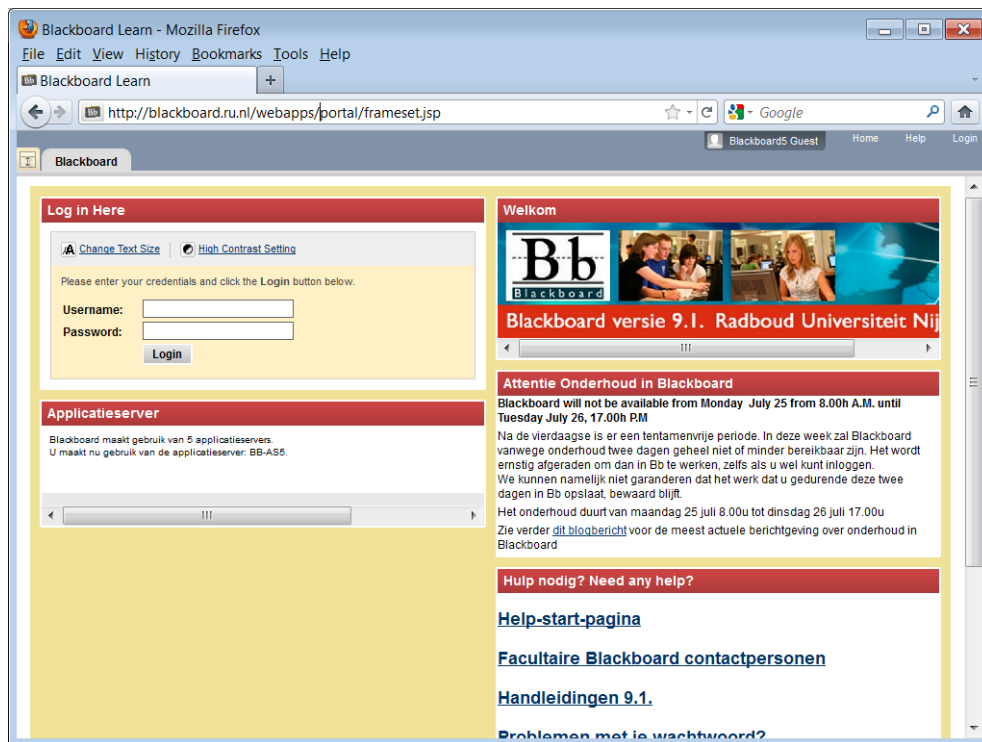 Blackboard Learn - Mozilla Firefox
File Edit View History Bookmarks Tools Help
Bb Blackboard Learn +
Bb http://blackboard.ru.nl/webapps/portal/frameset.jsp
Google
Blackboard5 Guest Home Help Login
Blackboard
Log in Here
A Change Text Size High Contrast Setting
Please enter your credentials and click the Login button below.
Username:
Password:
Login
Applicatieserver
Blackboard maakt gebruik van 5 applicatieservers.
U maakt nu gebruik van de applicatieserver: BB-AS5.
Welkom
Bb
Blackboard
Blackboard versie 9.1. Radboud Universiteit Nij
Attentie Onderhoud in Blackboard
Blackboard will not be available from Monday July 25 from 8.00h A.M. until
Tuesday July 26, 17.00h P.M
Na de vierdaagse is er een tentamenvrije periode. In deze week zal Blackboard
vanwege onderhoud twee dagen geheel niet of minder bereikbaar zijn. Het wordt
ernstig afgeraden om dan in Bb te werken, zelfs als u wel kunt inloggen.
We kunnen namelijk niet garanderen dat het werk dat u gedurende deze twee
dagen in Bb opslaat, bewaard blijft.
Het onderhoud duurt van maandag 25 juli 8.00u tot dinsdag 26 juli 17.00u
Zie verder dit blogbericht voor de meest actuele berichtgeving over onderhoud in
Blackboard
Hulp nodig? Need any help?
Help-start-pagina
Facultaire Blackboard contactpersonen
Handleidingen 9.1.
Problemen met je wachtwoord?